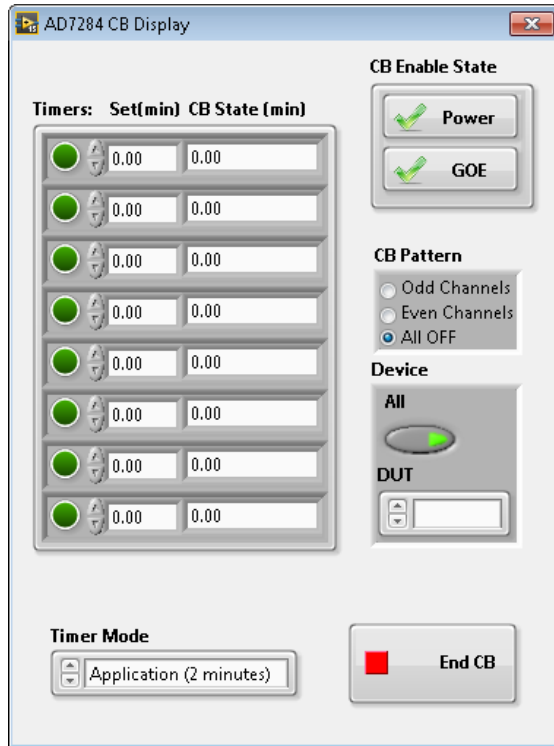 AD7284 CB Display
CB Enable State
Timers: Set(min) CB State (min)
Power
GOE
0.00 0.00
0.00 0.00
0.00 0.00
0.00 0.00
0.00 0.00
0.00 0.00
0.00 0.00
0.00 0.00
CB Pattern
Odd Channels
Even Channels
All OFF
Device
All
DUT
Timer Mode
Application (2 minutes)
End CB